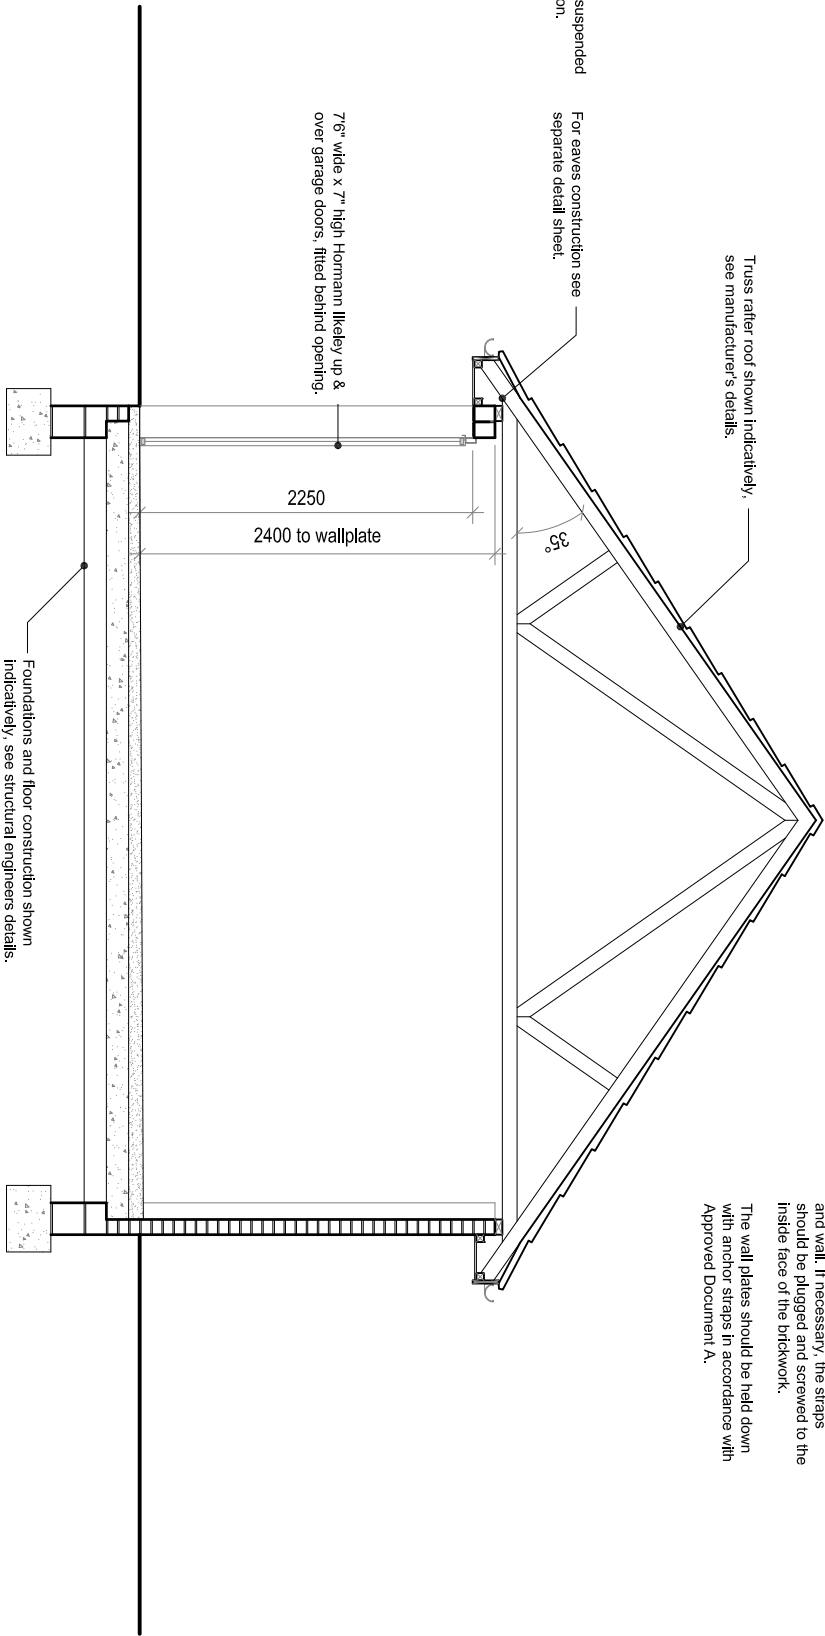 suspended
on.
For eaves construction see
separate detail sheet.
7'6" wide x 7" high Hormann Ilkeley up &
over garage doors, fitted behind opening.
Truss rafter roof shown indicatively,
see manufacturer's details.
2250
2400 to wallplate
35°
Foundations and floor construction shown
indicatively, see structural engineers details.
and wall. If necessary, the straps
should be plugged and screwed to the
inside face of the brickwork.
The wall plates should be held down
with anchor straps in accordance with
Approved Document A.